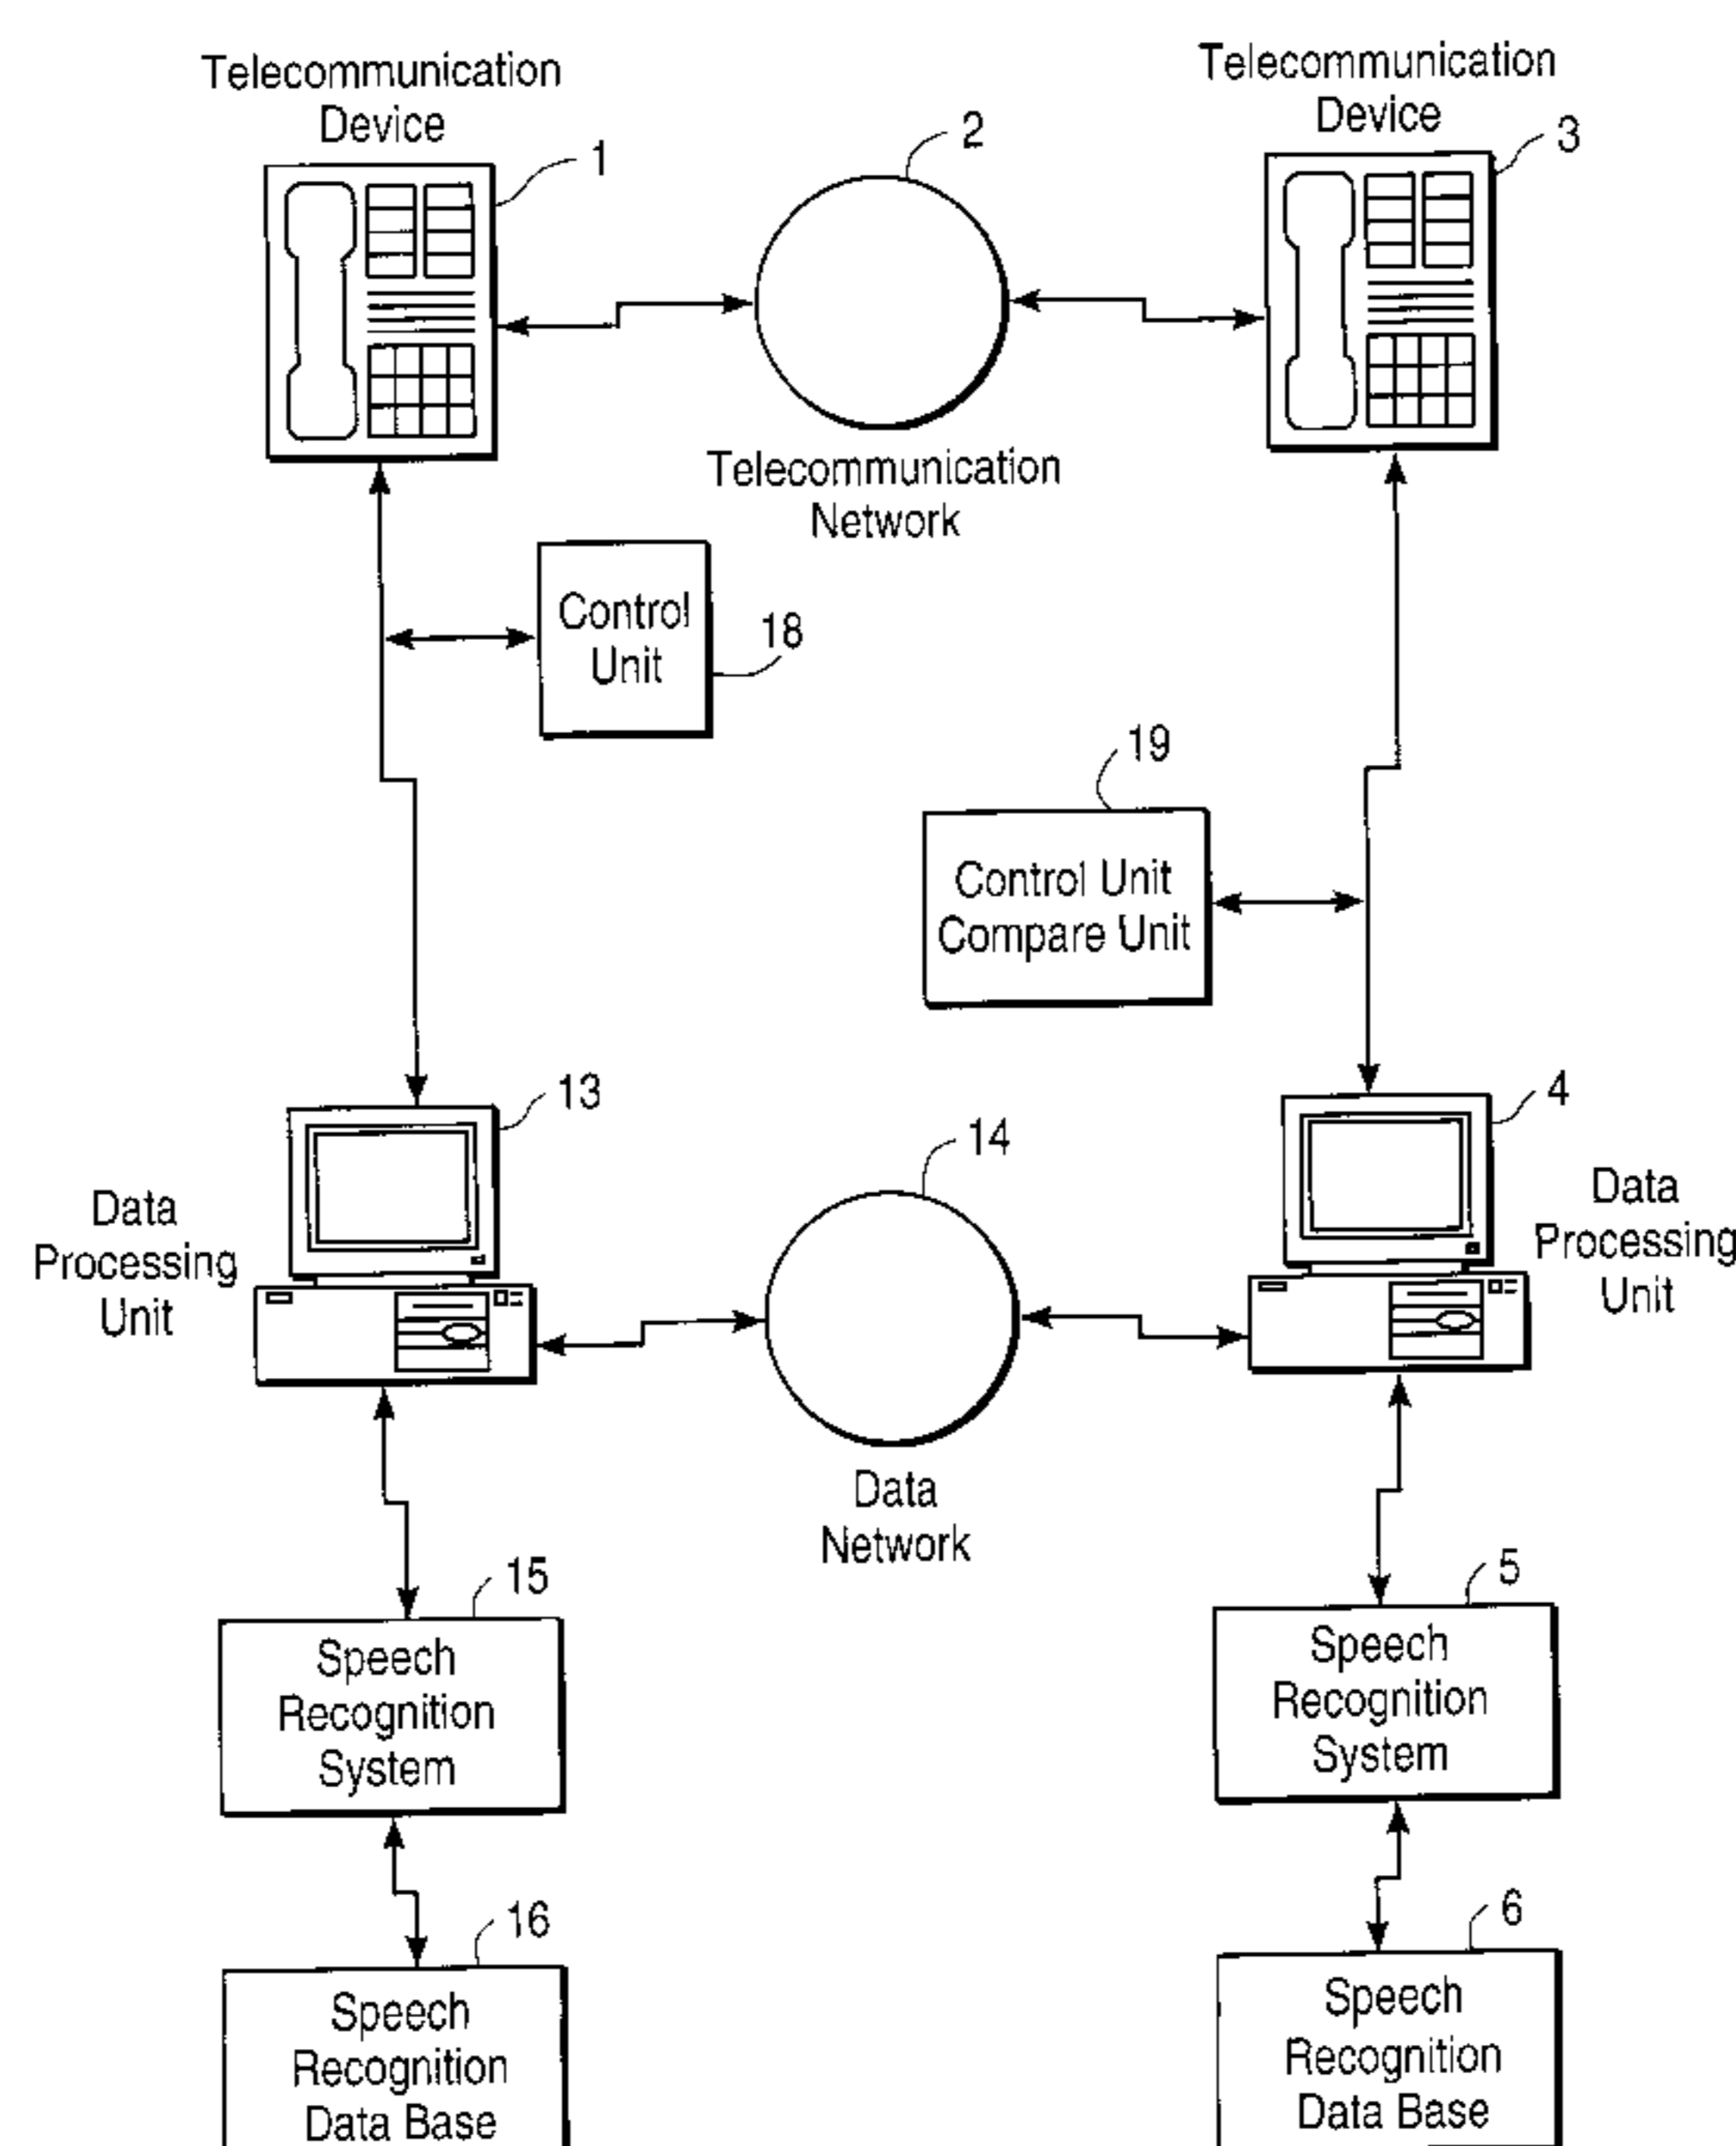 Telecommunication
Device
1
2
Telecommunication
Device
3
Telecommunication
Network
Control
Unit
18
19
Control Unit
Compare Unit
13
Data
Processing
Unit
14
4
Data
Processing
Unit
Data
Network
15
Speech
Recognition
System
5
Speech
Recognition
System
16
Speech
Recognition
Data Base
6
Speech
Recognition
Data Base